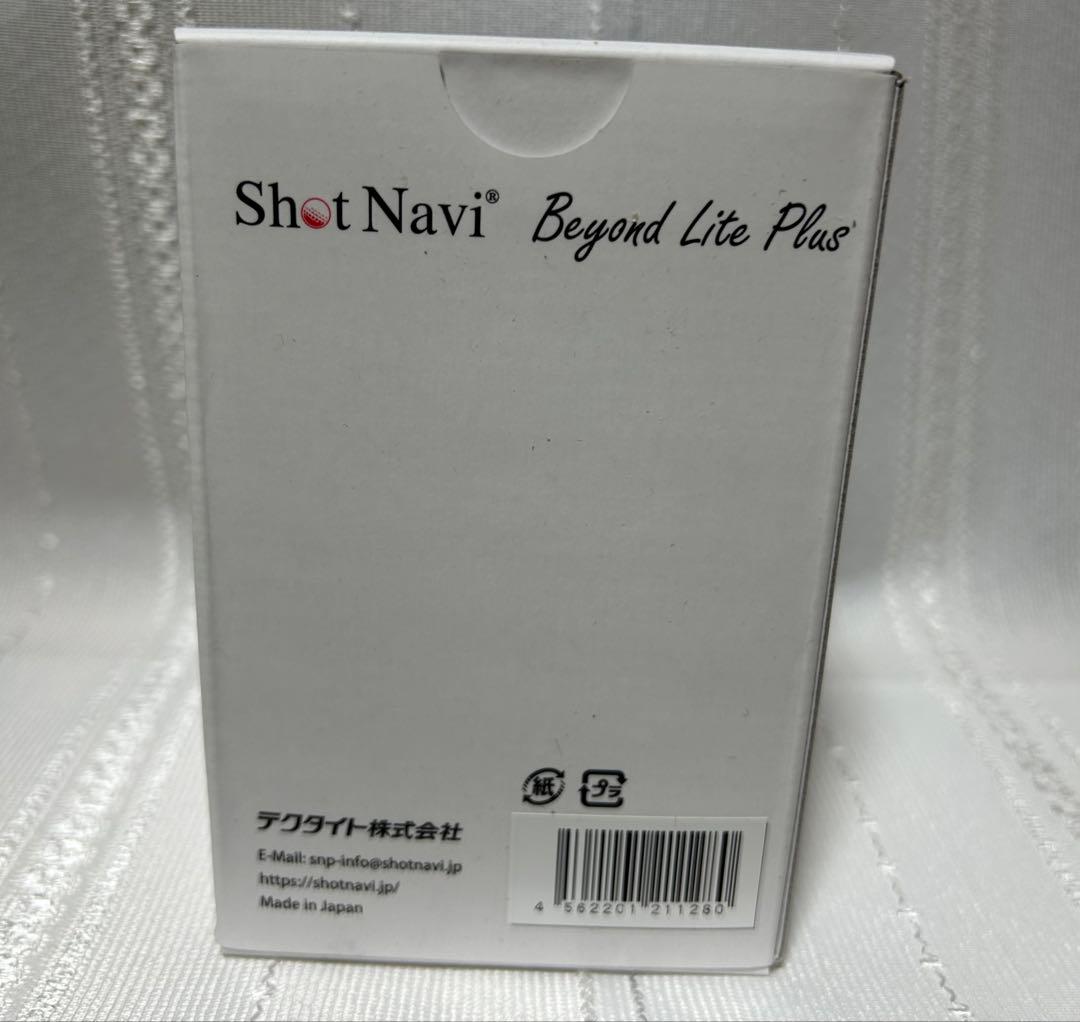 Shot Navi® Beyond Lite Plus
紙 プラ
テクタイト株式会社
E-Mail: snp-info@shotnavi.jp
https://shotnavi.jp/
Made in Japan
4 562201 211280